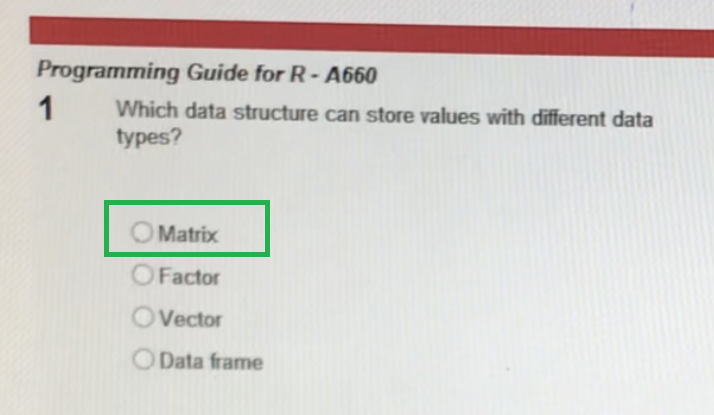 Programming Guide for R - A660
1 Which data structure can store values with different data
types?
Matrix
Factor
Vector
Data frame